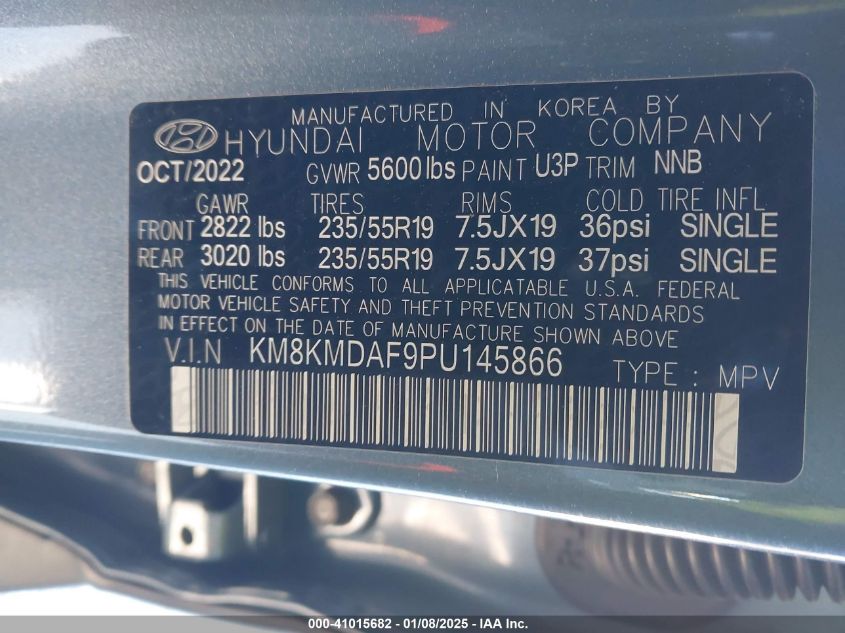 MANUFACTURED IN KOREA BY
HYUNDAI MOTOR COMPANY
OCT/2022 GVWR 5600 lbs PAINT U3P TRIM NNB
GAWR TIRES RIMS COLD TIRE INFL
FRONT 2822 lbs 235/55R19 7.5JX19 36psi SINGLE
REAR 3020 lbs 235/55R19 7.5JX19 37psi SINGLE
THIS VEHICLE CONFORMS TO ALL APPLICATABLE U.S.A. FEDERAL
MOTOR VEHICLE SAFETY AND THEFT PREVENTION STANDARDS
IN EFFECT ON THE DATE OF MANUFACTURE SHOWN ABOVE.
V.I.N KM8KMDAF9PU145866 TYPE : MPV
000-41015682 - 01/08/2025 - IAA Inc.